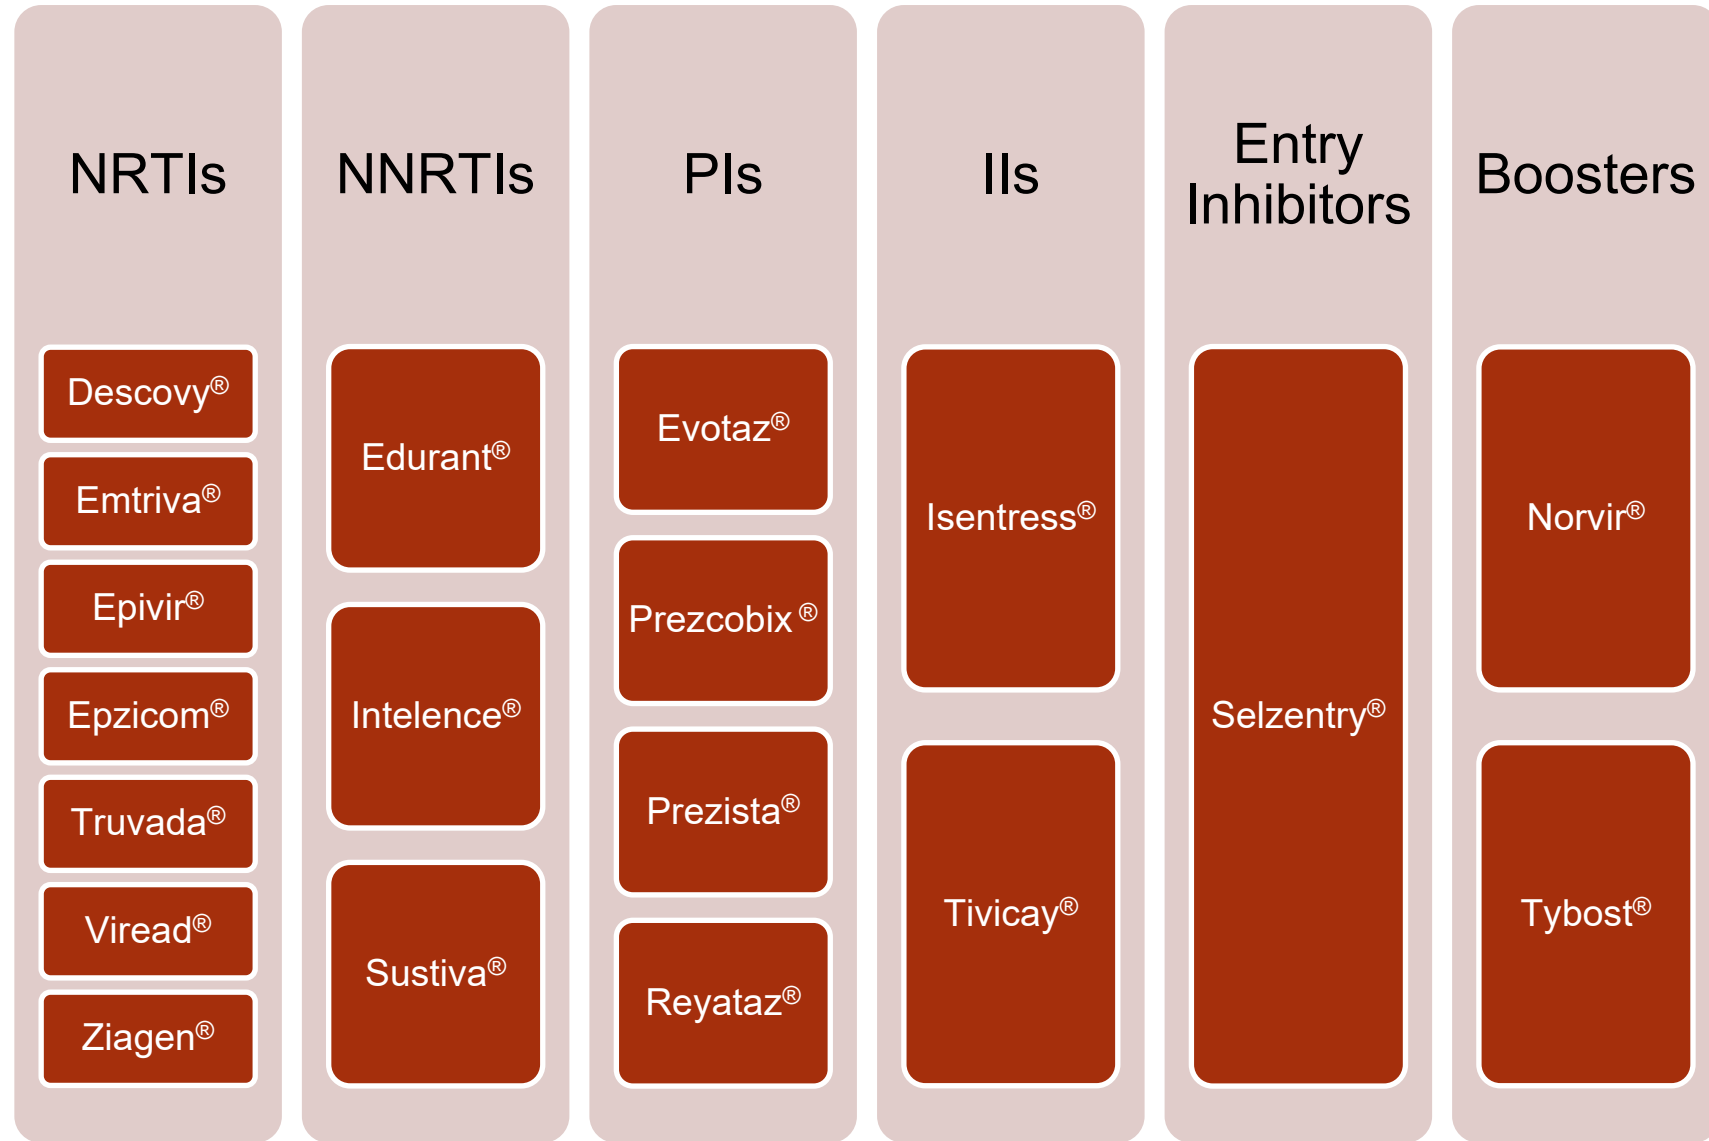 NRTIs
Descovy®
Emtriva®
Epivir®
Epzicom®
Truvada®
Viread®
Ziagen®
NNRTIs
Edurant®
Intelence®
Sustiva®
PIs
Evotaz®
Prezcobix ®
Prezista®
Reyataz®
IIs
Isentress®
Tivicay®
Entry
Inhibitors
Selzentry®
Boosters
Norvir®
Tybost®